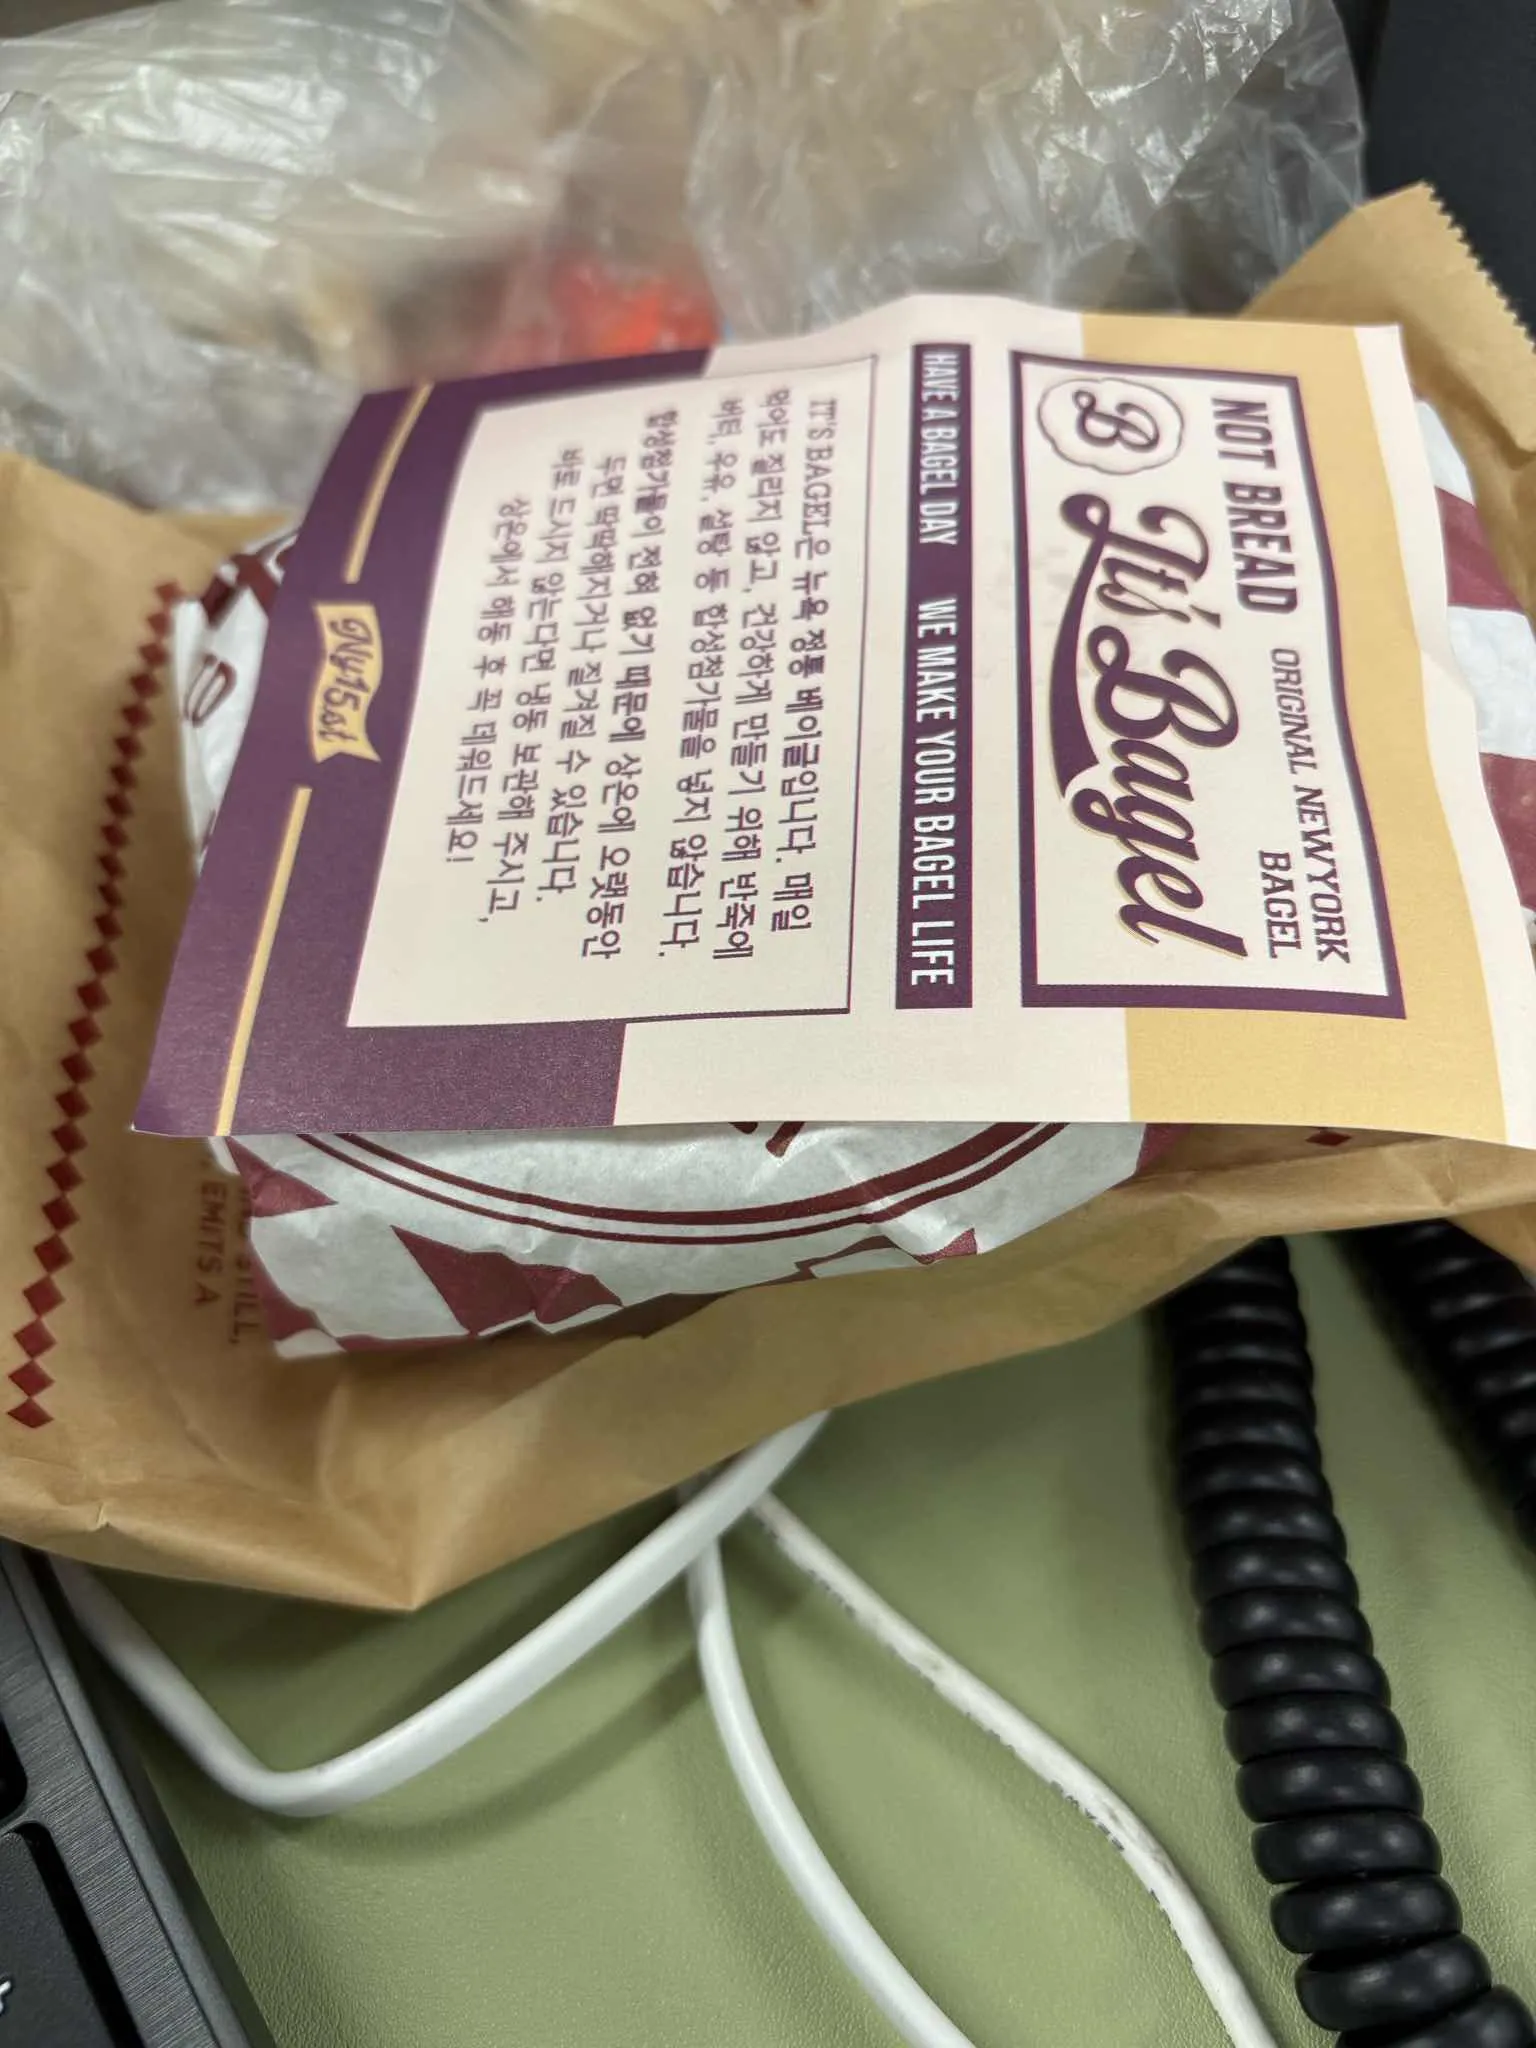 NOT BREAD
ORIGINAL NEWYORK
BAGEL
B
It's Bagel
HAVE A BAGEL DAY WE MAKE YOUR BAGEL LIFE
IT'S BAGEL은 뉴욕 정통 베이글입니다. 매일
먹어도 질리지 않고, 건강하게 만들기 위해 반죽에
버터, 우유, 설탕 등 합성첨가물을 넣지 않습니다.
합성첨가물이 전혀 없기 때문에 상온에 오랫동안
두면 딱딱해지거나 질겨질 수 있습니다.
바로 드시지 않는다면 냉동 보관해 주시고,
상온에서 해동 후 꼭 데워드세요!
Ny15.st
STILL,
EMITS A